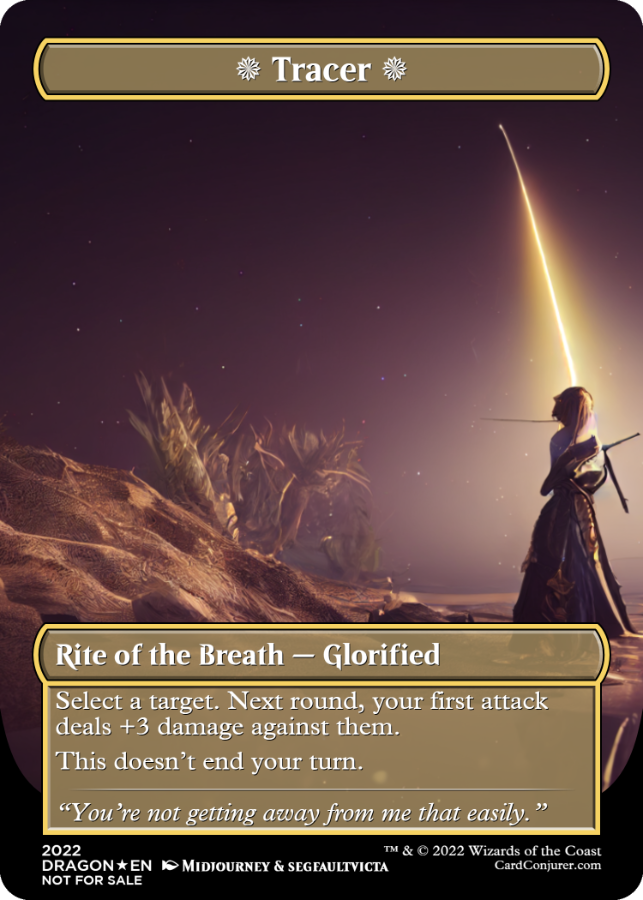 ❁ Tracer ❁
Rite of the Breath — Glorified
Select a target. Next round, your first attack
deals +3 damage against them.
This doesn’t end your turn.
“You’re not getting away from me that easily.”
2022
DRAGON★EN Midjourney & segfaultvicta
NOT FOR SALE
™ & © 2022 Wizards of the Coast
CardConjurer.com